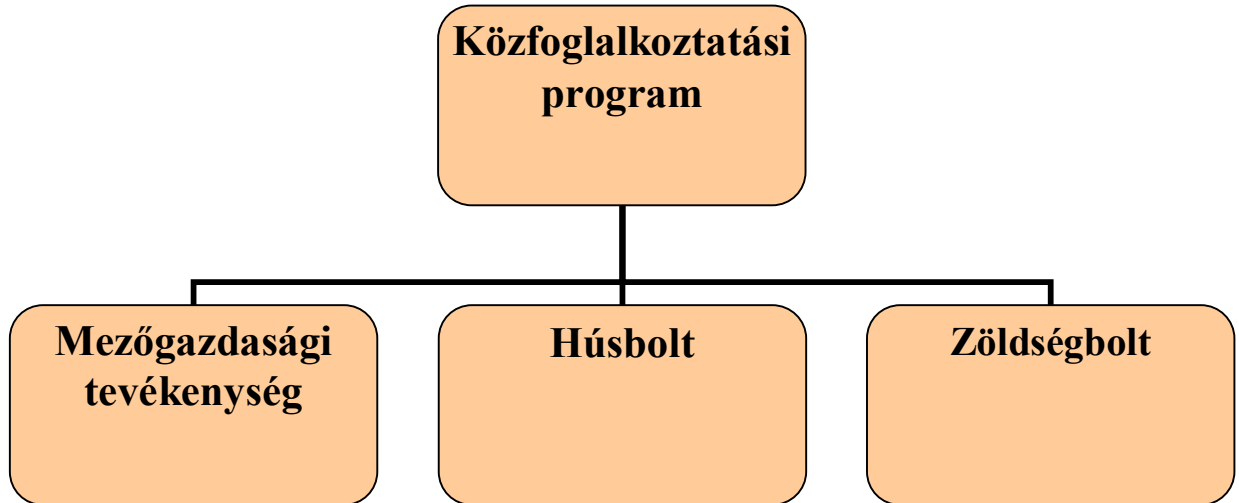 Közfoglalkoztatási
program
Mezőgazdasági
tevékenység
Húsbolt
Zöldségbolt